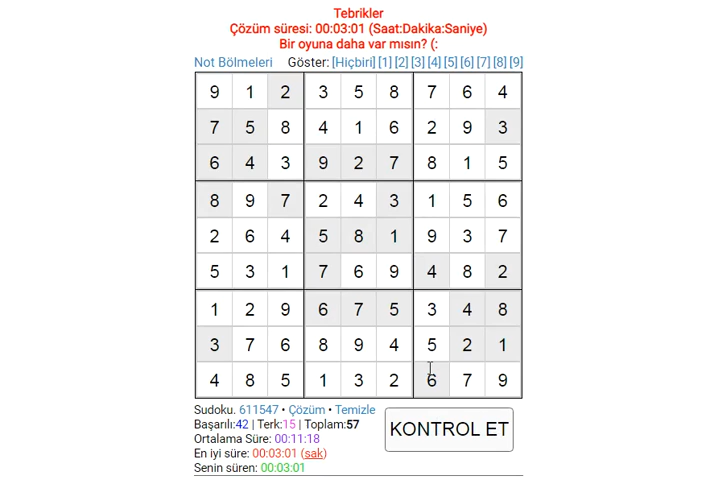 Tebrikler
Çözüm süresi: 00:03:01 (Saat:Dakika:Saniye)
Bir oyuna daha var mısın? (:
Not Bölmeleri Göster: [Hiçbiri] [1] [2] [3] [4] [5] [6] [7] [8] [9]
9 1 2 3 5 8 7 6 4
7 5 8 4 1 6 2 9 3
6 4 3 9 2 7 8 1 5
8 9 7 2 4 3 1 5 6
2 6 4 5 8 1 9 3 7
5 3 1 7 6 9 4 8 2
1 2 9 6 7 5 3 4 8
3 7 6 8 9 4 5 2 1
4 8 5 1 3 2 6 7 9
Sudoku. 611547 • Çözüm • Temizle
Başarılı:42 | Terk:15 | Toplam:57
Ortalama Süre: 00:11:18
En iyi süre: 00:03:01 (sak)
Senin süren: 00:03:01
KONTROL ET